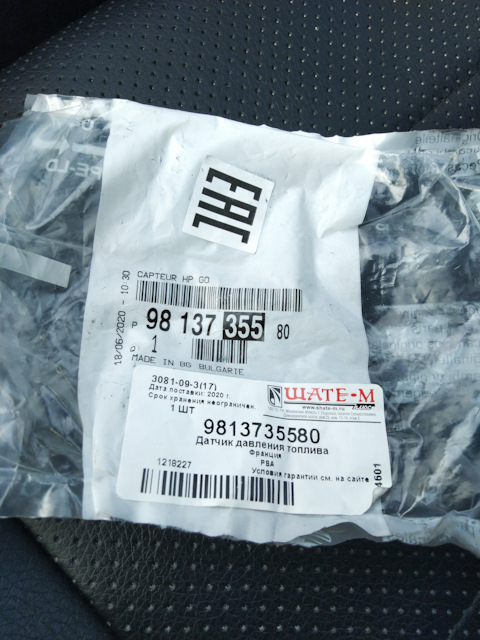 EAC
CAPTEUR HP GO
18/06/2020 - 10:30
P 98 137 355 80
Q 1
MADE IN BG BULGARIE
3081-09-3(17)
Дата поставки: 2020 г.
Срок хранения неограничен.
1 ШТ
ШАТЕ-М
www.shate-m.ru
9813735580
Датчик давления топлива
Франция
PSA
Условия гарантии см. на сайте
1218227
4601